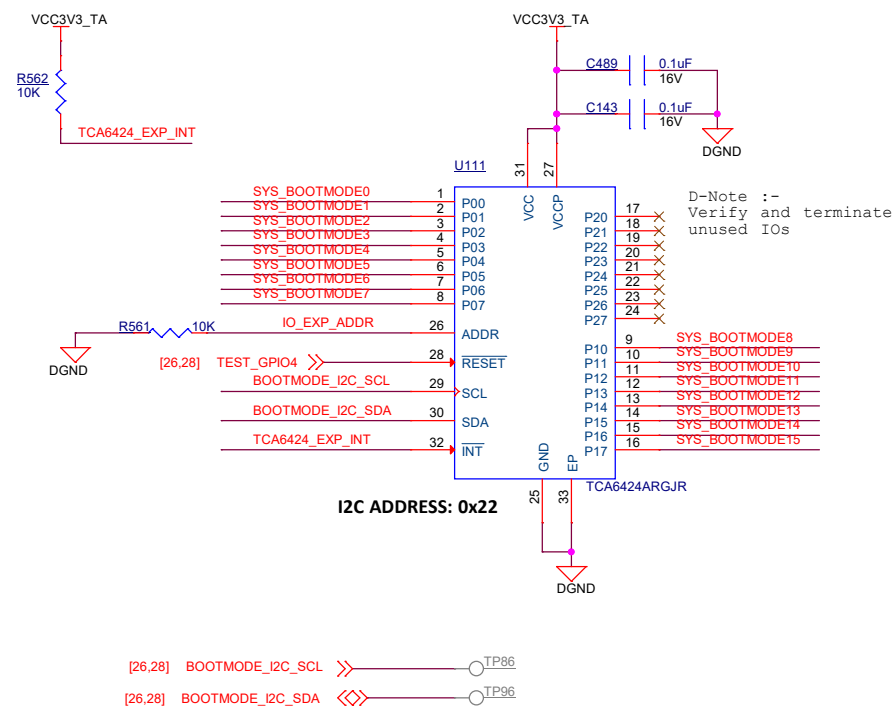 VCC3V3_TA
R562
10K
TCA6424_EXP_INT
VCC3V3_TA
C489
0.1uF
16V
C143
0.1uF
16V
DGND
U111
31
27
VCC
VCCP
SYS_BOOTMODE0
1
P00
SYS_BOOTMODE1
2
P01
SYS_BOOTMODE2
3
P02
SYS_BOOTMODE3
4
P03
SYS_BOOTMODE4
5
P04
SYS_BOOTMODE5
6
P05
SYS_BOOTMODE6
7
P06
SYS_BOOTMODE7
8
P07
R561
10K
IO_EXP_ADDR
26
ADDR
DGND
[26,28] TEST_GPIO4
28
RESET
BOOTMODE_I2C_SCL
29
SCL
BOOTMODE_I2C_SDA
30
SDA
TCA6424_EXP_INT
32
INT
P20
17
P21
18
P22
19
P23
20
P24
21
P25
22
P26
23
P27
24
D-Note :-
Verify and terminate
unused IOs
P10
9
SYS_BOOTMODE8
P11
10
SYS_BOOTMODE9
P12
11
SYS_BOOTMODE10
P13
12
SYS_BOOTMODE11
P14
13
SYS_BOOTMODE12
P15
14
SYS_BOOTMODE13
P16
15
SYS_BOOTMODE14
P17
16
SYS_BOOTMODE15
GND
EP
25
33
TCA6424ARGJR
I2C ADDRESS: 0x22
DGND
[26,28] BOOTMODE_I2C_SCL
TP86
[26,28] BOOTMODE_I2C_SDA
TP96